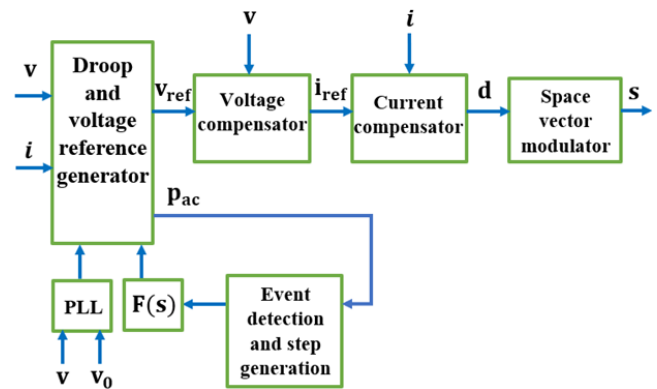 v
i
Droop
and
voltage
reference
generator
v_ref
v
Voltage
compensator
i_ref
i
Current
compensator
d
Space
vector
modulator
s
p_ac
PLL
F(s)
Event
detection
and step
generation
v
v_0